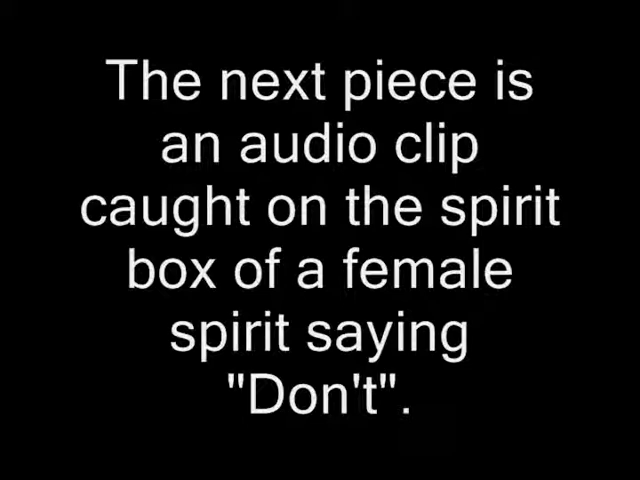 The next piece is
an audio clip
caught on the spirit
box of a female
spirit saying
"Don't".